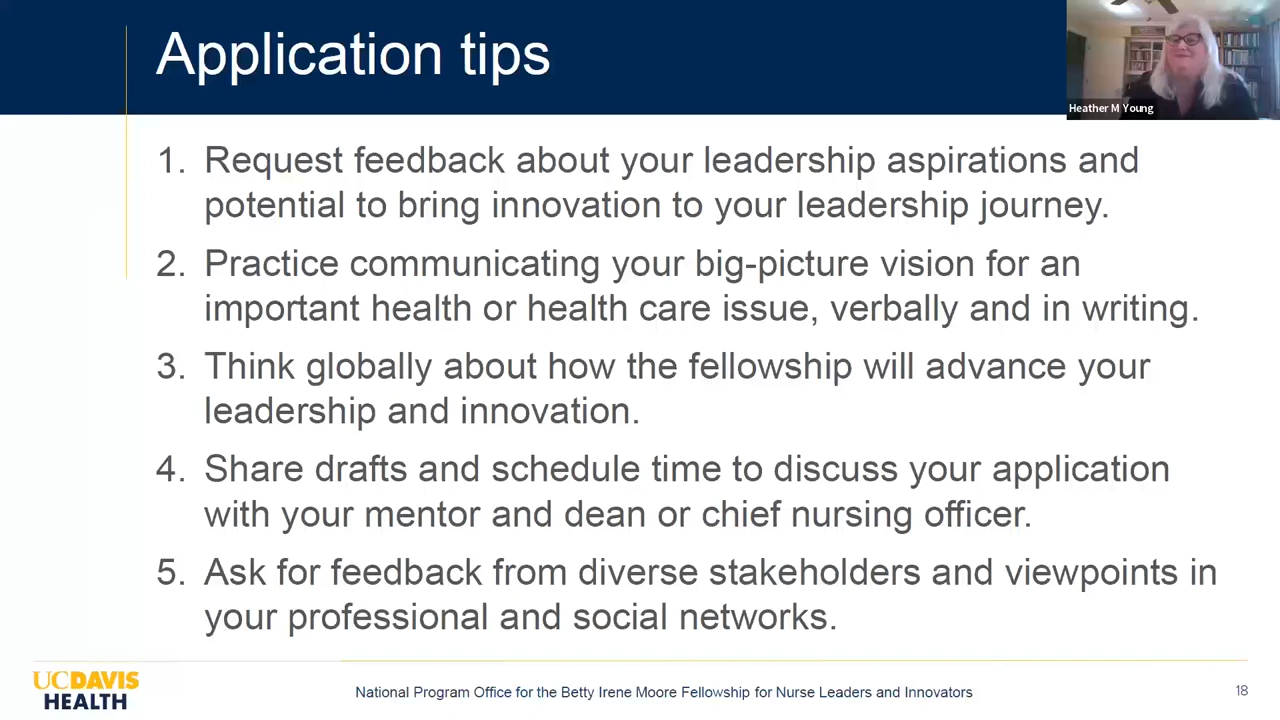 Application tips
Heather M Young
1. Request feedback about your leadership aspirations and
potential to bring innovation to your leadership journey.
2. Practice communicating your big-picture vision for an
important health or health care issue, verbally and in writing.
3. Think globally about how the fellowship will advance your
leadership and innovation.
4. Share drafts and schedule time to discuss your application
with your mentor and dean or chief nursing officer.
5. Ask for feedback from diverse stakeholders and viewpoints in
your professional and social networks.
UCDAVIS
HEALTH
National Program Office for the Betty Irene Moore Fellowship for Nurse Leaders and Innovators
18